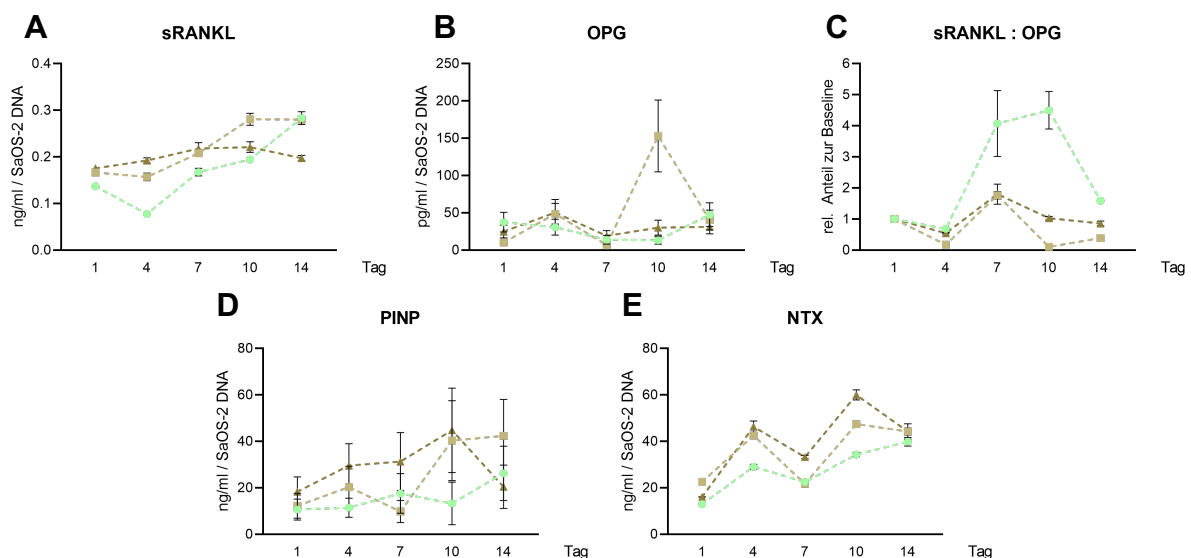 A
sRANKL
ng/ml / SaOS-2 DNA
0.4
0.3
0.2
0.1
0.0
1 4 7 10 14 Tag
B
OPG
pg/ml / SaOS-2 DNA
250
200
150
100
50
0
1 4 7 10 14 Tag
C
sRANKL : OPG
rel. Anteil zur Baseline
6
5
4
3
2
1
0
1 4 7 10 14 Tag
D
PINP
ng/ml / SaOS-2 DNA
80
60
40
20
0
1 4 7 10 14 Tag
E
NTX
ng/ml / SaOS-2 DNA
80
60
40
20
0
1 4 7 10 14 Tag